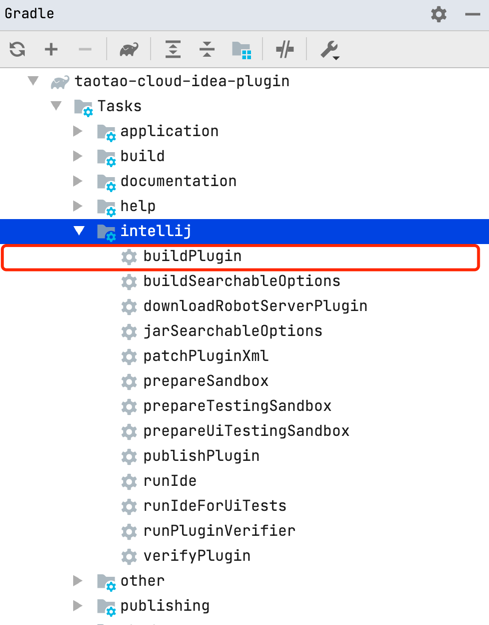 Gradle
taotao-cloud-idea-plugin
Tasks
application
build
documentation
help
intellij
buildPlugin
buildSearchableOptions
downloadRobotServerPlugin
jarSearchableOptions
patchPluginXml
prepareSandbox
prepareTestingSandbox
prepareUiTestingSandbox
publishPlugin
runIde
runIdeForUiTests
runPluginVerifier
verifyPlugin
other
publishing